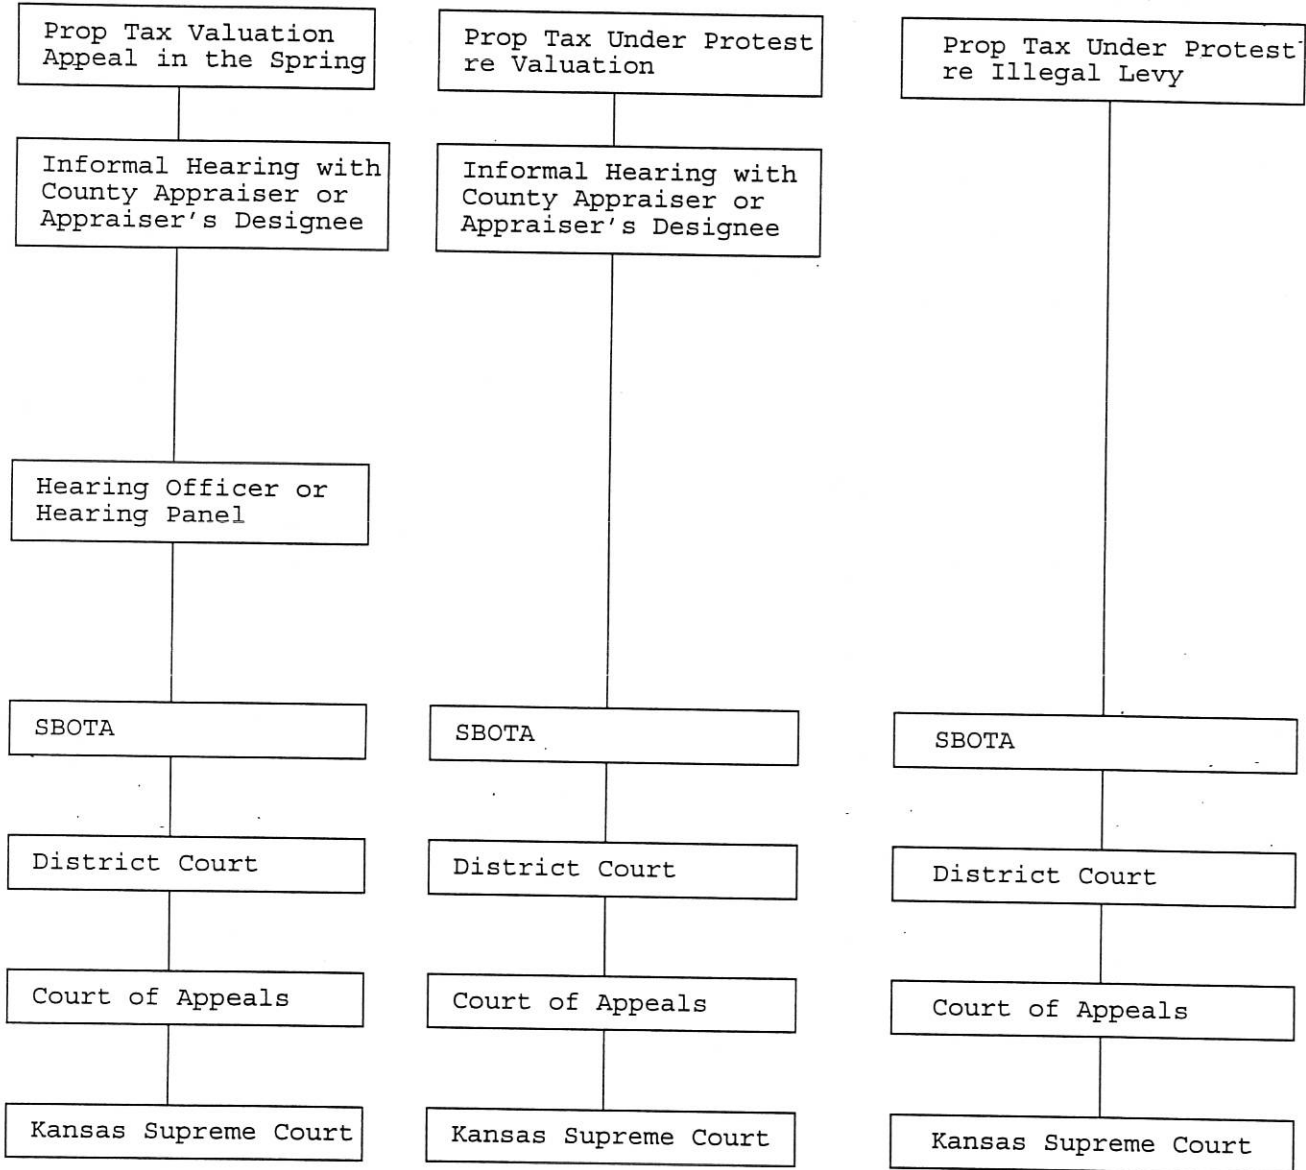 Prop Tax Valuation
Appeal in the Spring
Informal Hearing with
County Appraiser or
Appraiser's Designee
Hearing Officer or
Hearing Panel
SBOTA
District Court
Court of Appeals
Kansas Supreme Court
Prop Tax Under Protest
re Valuation
Informal Hearing with
County Appraiser or
Appraiser's Designee
SBOTA
District Court
Court of Appeals
Kansas Supreme Court
Prop Tax Under Protest
re Illegal Levy
SBOTA
District Court
Court of Appeals
Kansas Supreme Court